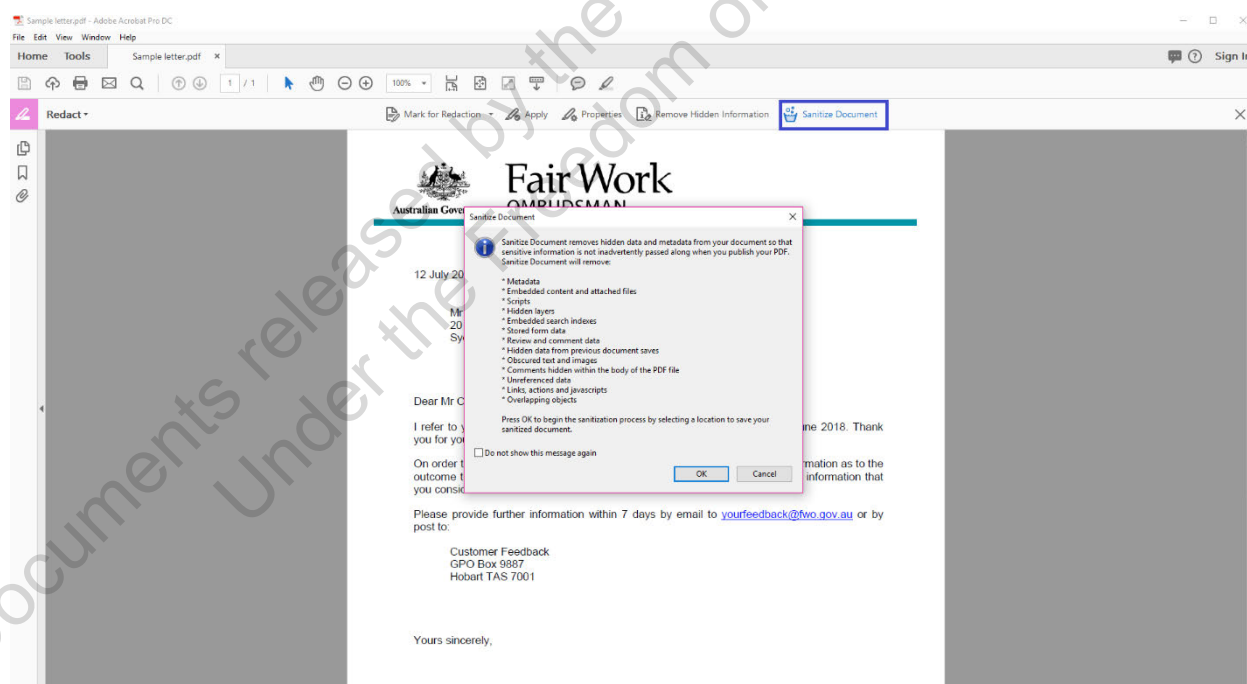 Sample letter.pdf - Adobe Acrobat Pro DC
File Edit View Window Help
Home Tools Sample letter.pdf × ? Sign In
1 / 1 100%
Redact Mark for Redaction Apply Properties Remove Hidden Information Sanitize Document
Fair Work
OMBUDSMAN
Australian Gove
Sanitize Document
Sanitize Document removes hidden data and metadata from your document so that
sensitive information is not inadvertently passed along when you publish your PDF.
Sanitize Document will remove:
* Metadata
* Embedded content and attached files
* Scripts
* Hidden layers
* Embedded search indexes
* Stored form data
* Review and comment data
* Hidden data from previous document saves
* Obscured text and images
* Comments hidden within the body of the PDF file
* Unreferenced data
* Links, actions and javascripts
* Overlapping objects
Press OK to begin the sanitization process by selecting a location to save your
sanitized document.
Do not show this message again
OK Cancel
12 July 20
Mr
20
Sy
Dear Mr C
I refer to y ne 2018. Thank
you for you
On order t mation as to the
outcome t information that
you consid
Please provide further information within 7 days by email to yourfeedback@fwo.gov.au or by
post to:
Customer Feedback
GPO Box 9887
Hobart TAS 7001
Yours sincerely,
ocuments released by the
Under the Freedom o